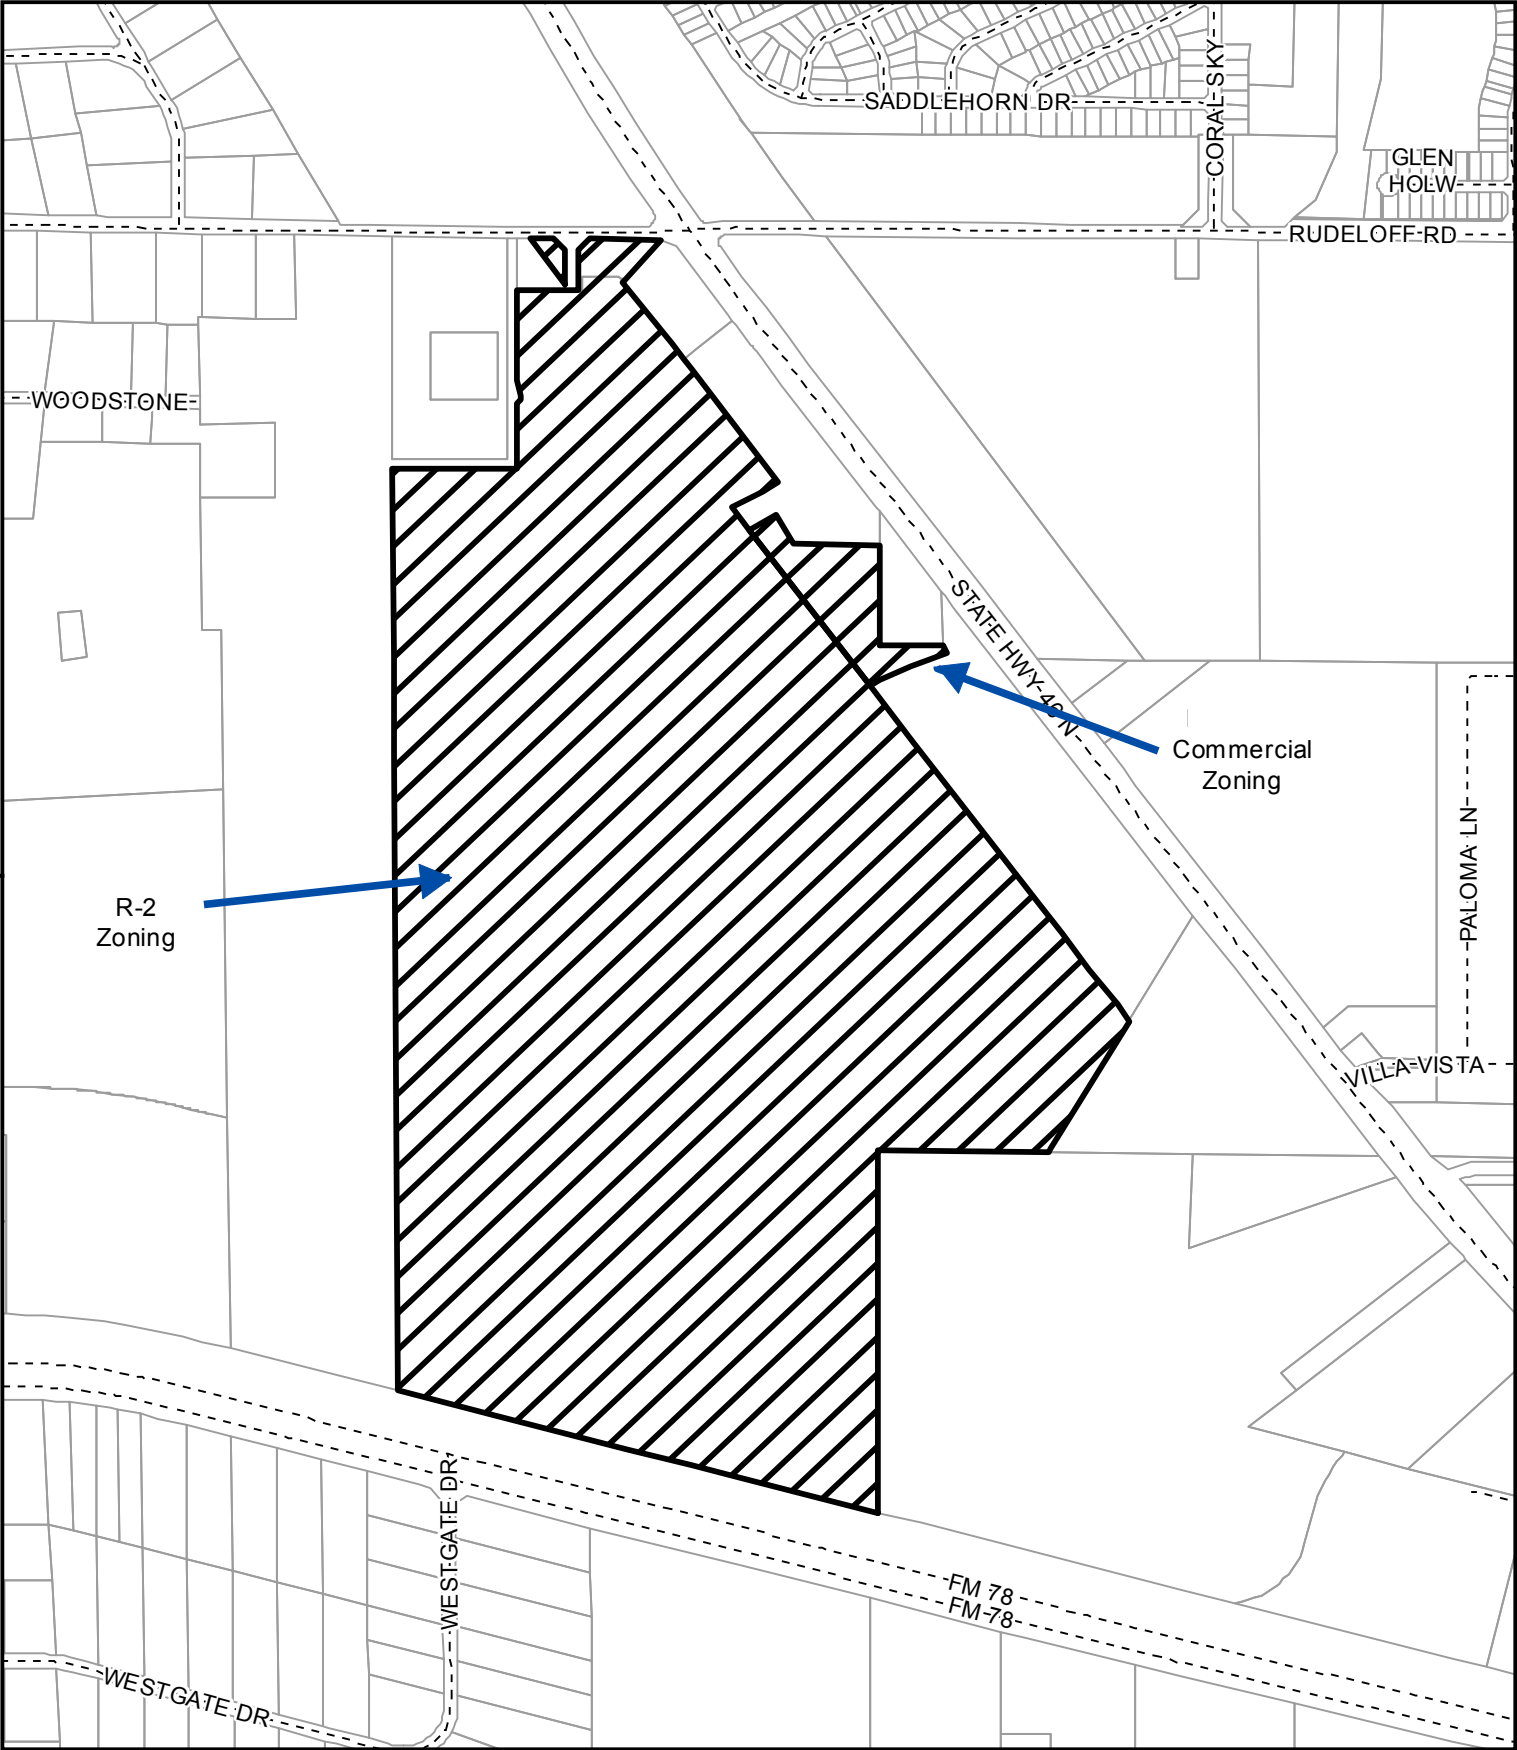 SADDLEHORN DR
CORAL SKY
GLEN
HOLW
RUDELOFF RD
WOODSTONE
STATE HWY 46 N
Commercial
Zoning
PALOMA LN
R-2
Zoning
VILLA VISTA
WESTGATE DR
FM 78
FM 78
WESTGATE DR